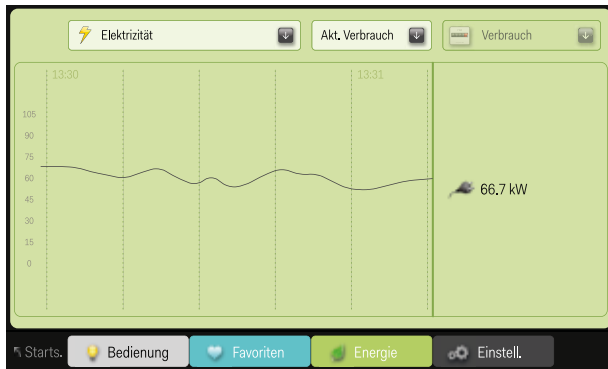 Elektrizität
Akt. Verbrauch
Verbrauch
13:30
13:31
105
90
75
60
45
30
15
0
66.7 kW
Starts.
Bedienung
Favoriten
Energie
Einstell.